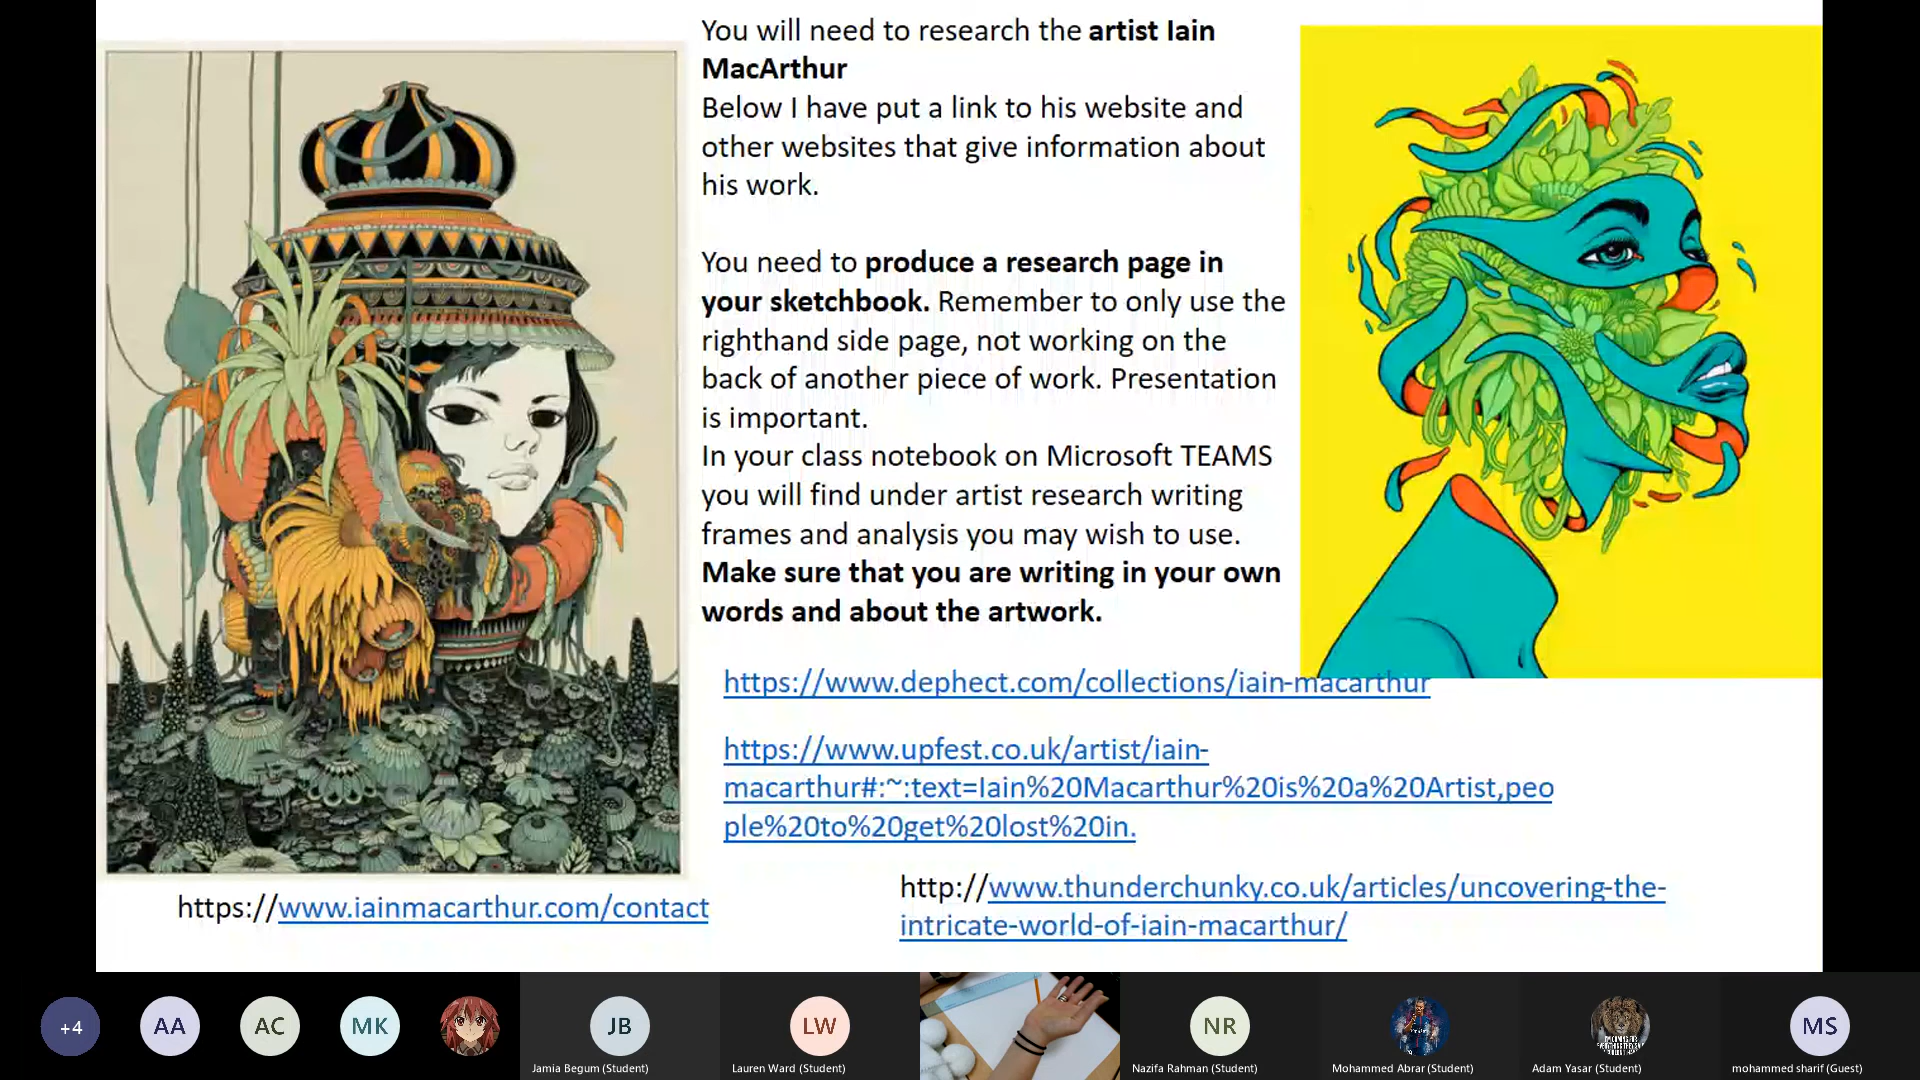 You will need to research the artist Iain
MacArthur
Below I have put a link to his website and
other websites that give information about
his work.
You need to produce a research page in
your sketchbook. Remember to only use the
righthand side page, not working on the
back of another piece of work. Presentation
is important.
In your class notebook on Microsoft TEAMS
you will find under artist research writing
frames and analysis you may wish to use.
Make sure that you are writing in your own
words and about the artwork.
https://www.dephect.com/collections/iain-macarthur
https://www.upfest.co.uk/artist/iain-
macarthur#:~:text=Iain%20Macarthur%20is%20a%20Artist,peo
ple%20to%20get%20lost%20in.
http://www.thunderchunky.co.uk/articles/uncovering-the-
intricate-world-of-iain-macarthur/
https://www.iainmacarthur.com/contact
+4
AA
AC
MK
JB
Jamia Begum (Student)
LW
Lauren Ward (Student)
NR
Nazifa Rahman (Student)
Mohammed Abrar (Student)
Adam Yasar (Student)
MS
mohammed sharif (Guest)